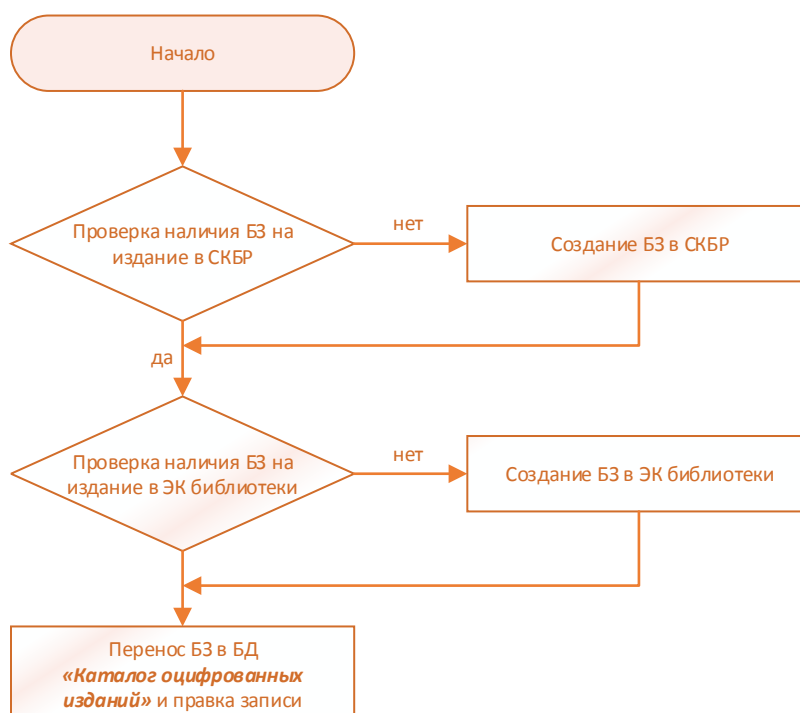 Начало
Проверка наличия БЗ на
издание в СКБР
нет
Создание БЗ в СКБР
да
Проверка наличия БЗ на
издание в ЭК библиотеки
нет
Создание БЗ в ЭК библиотеки
Перенос БЗ в БД
«Каталог оцифрованных
изданий» и правка записи